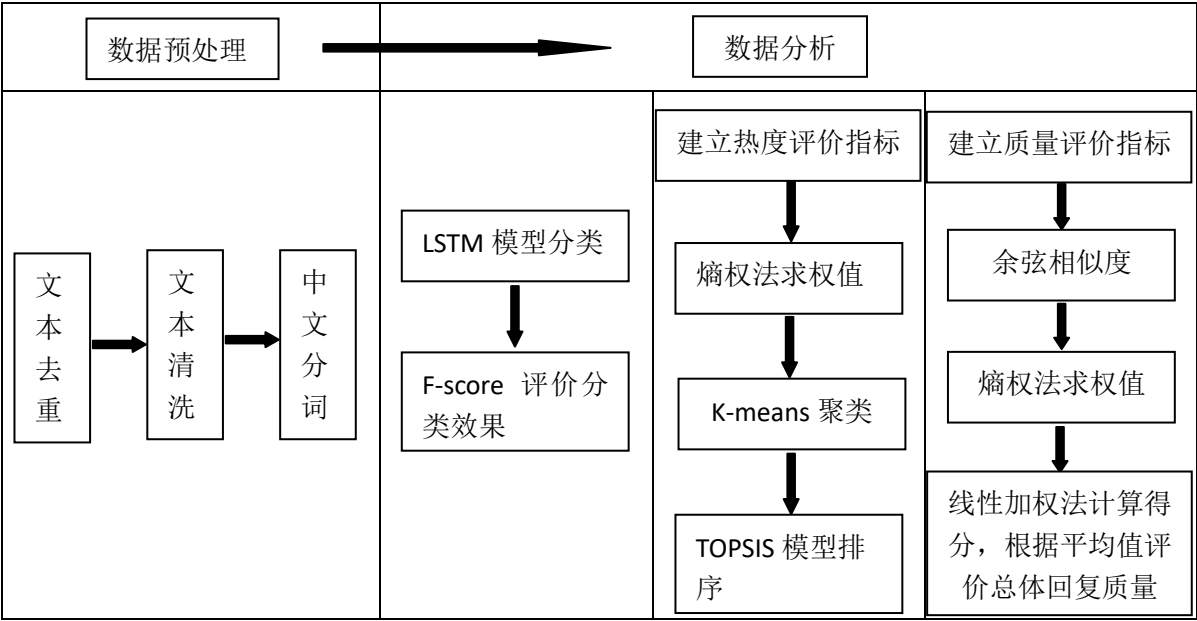 数据预处理
数据分析
文本去重
文本清洗
中文分词
LSTM 模型分类
F-score 评价分
类效果
建立热度评价指标
熵权法求权值
K-means 聚类
TOPSIS 模型排
序
建立质量评价指标
余弦相似度
熵权法求权值
线性加权法计算得
分，根据平均值评
价总体回复质量